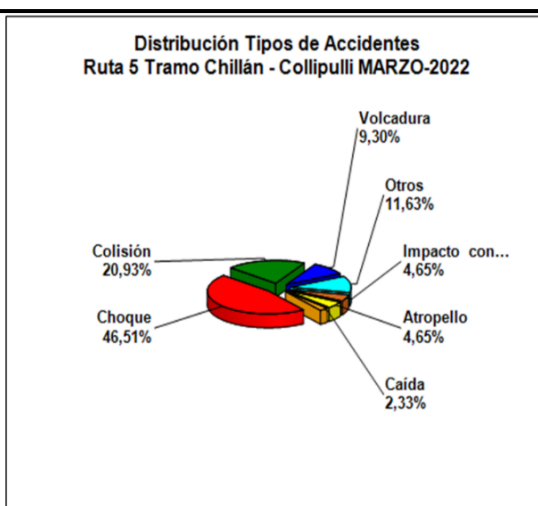 Distribución Tipos de Accidentes
Ruta 5 Tramo Chillán - Collipulli MARZO-2022
Volcadura
9,30%
Otros
11,63%
Impacto con...
4,65%
Atropello
4,65%
Caída
2,33%
Choque
46,51%
Colisión
20,93%